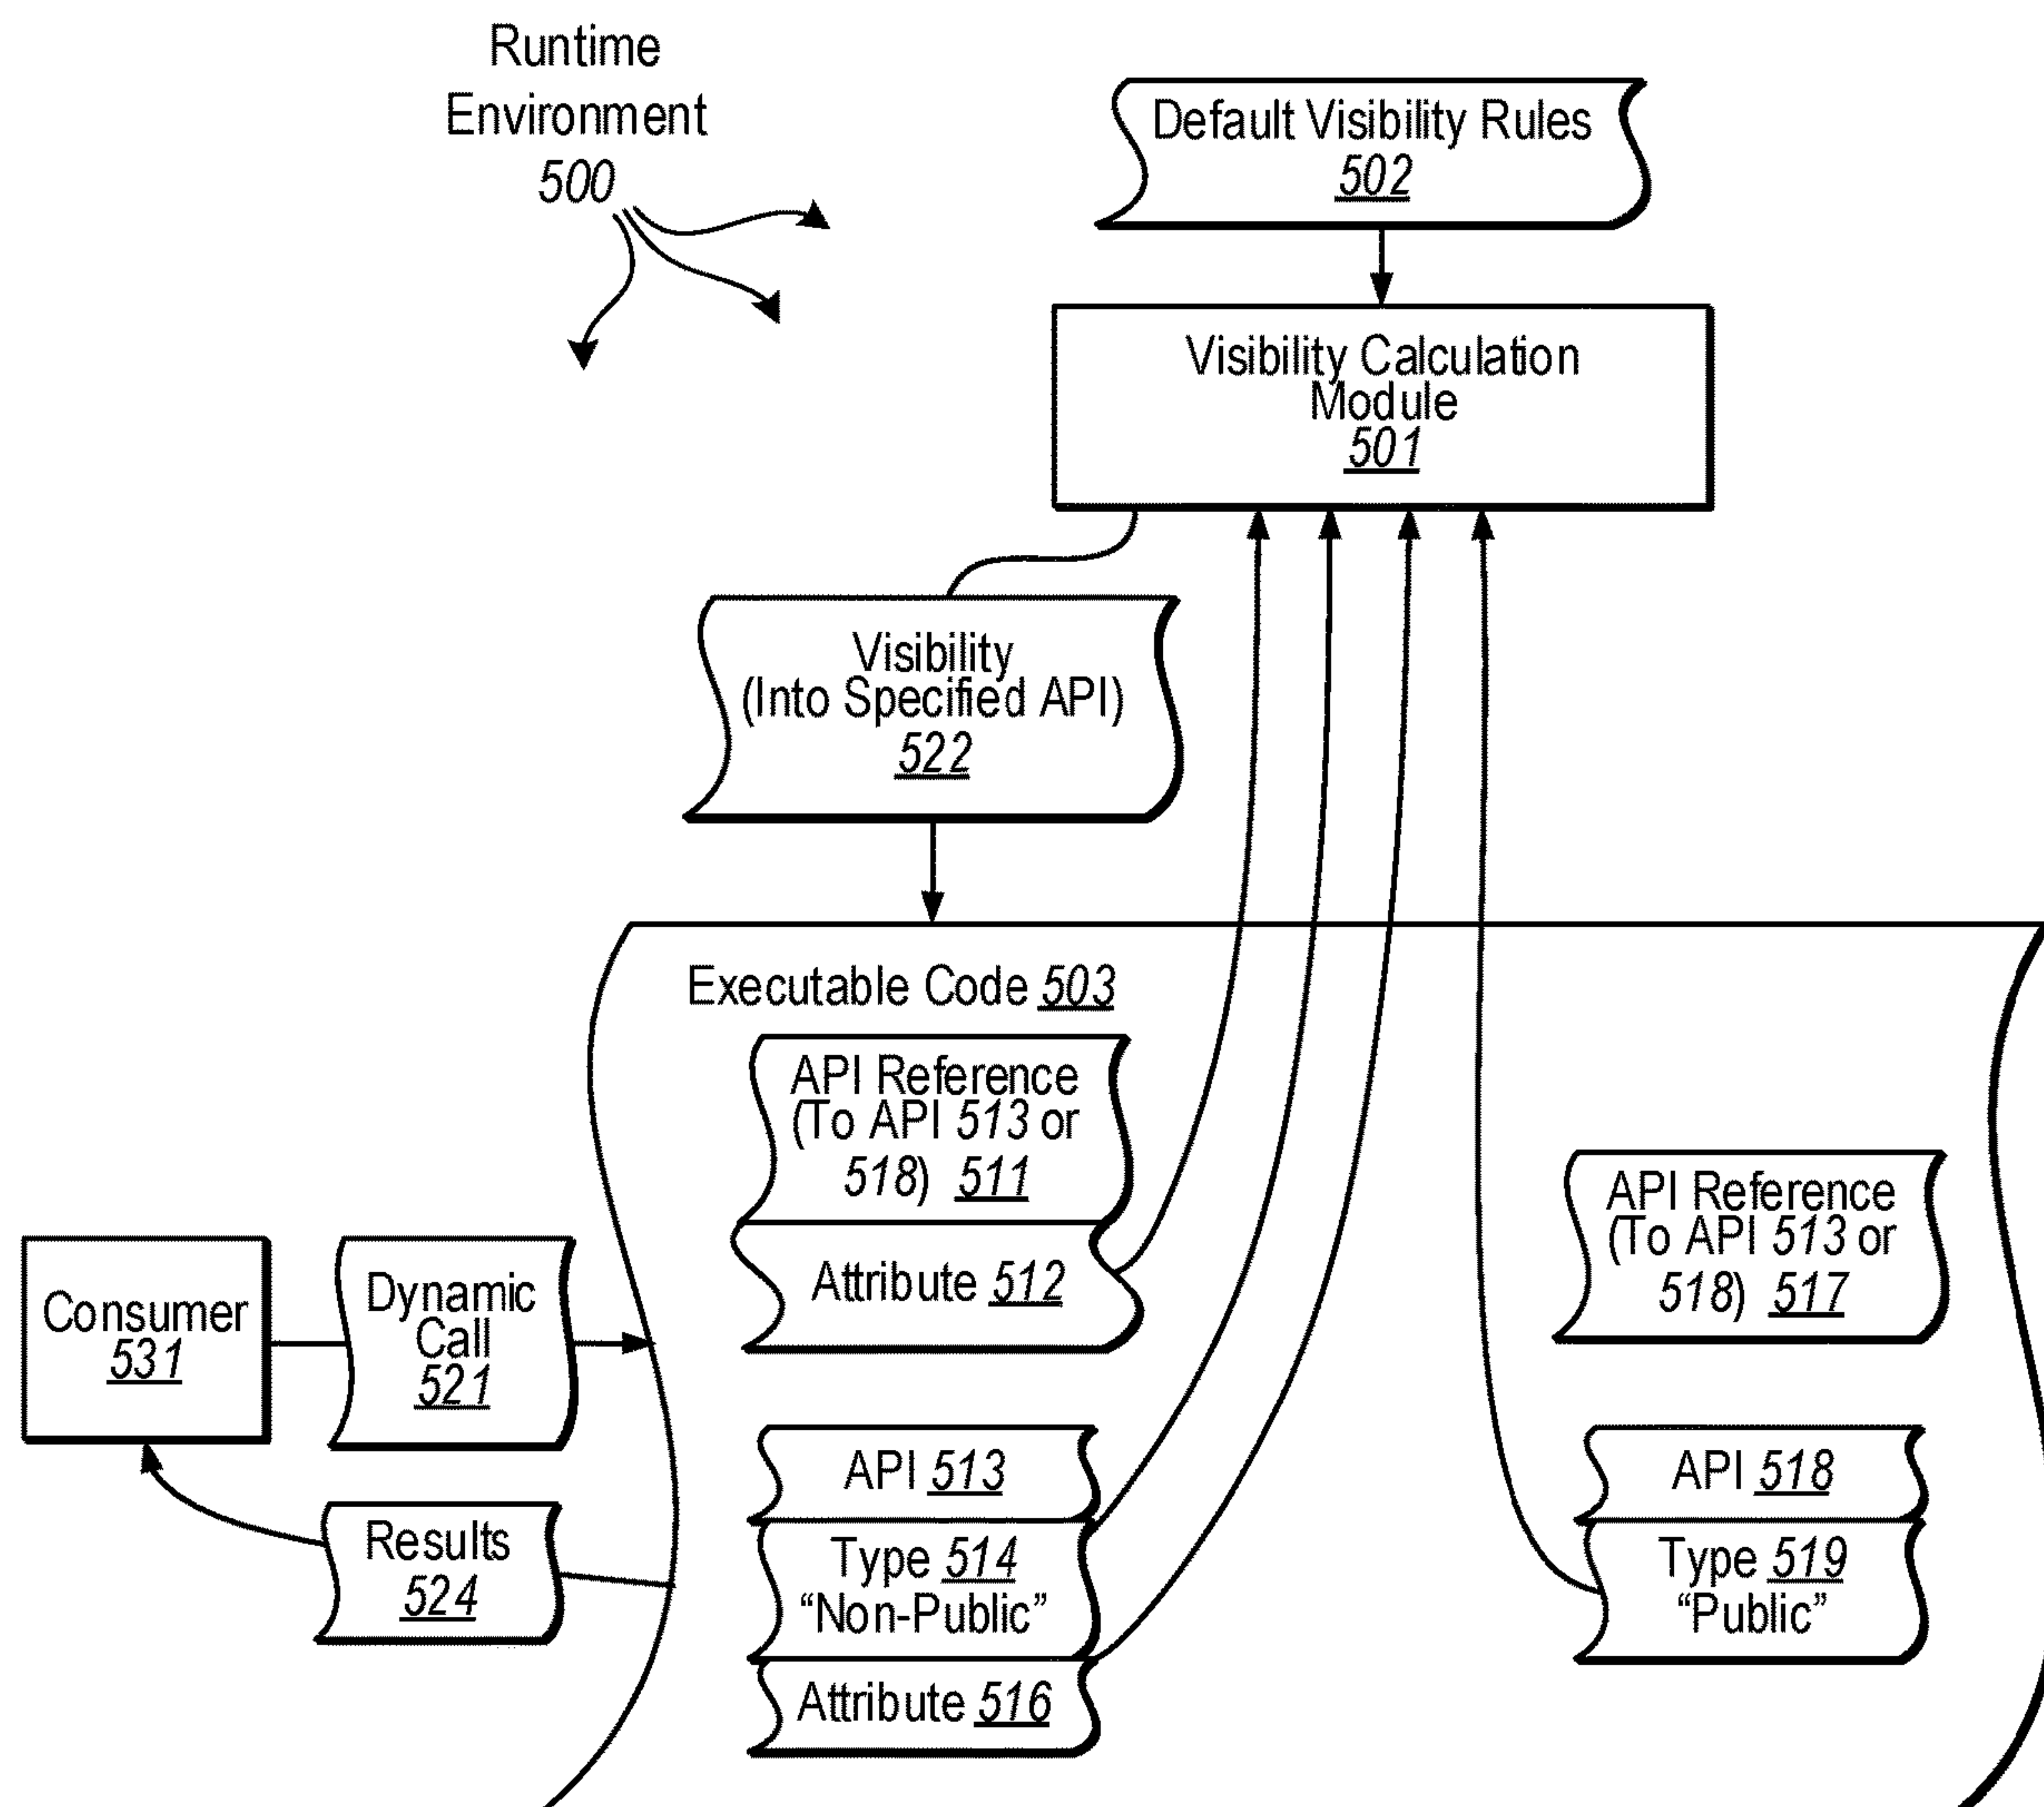 Runtime
Environment
500
Default Visibility Rules
502
Visibility Calculation
Module
501
Visibility
(Into Specified API)
522
Executable Code 503
API Reference
(To API 513 or
518) 511
Attribute 512
API Reference
(To API 513 or
518) 517
Consumer
531
Dynamic
Call
521
Results
524
API 513
Type 514
“Non-Public”
Attribute 516
API 518
Type 519
“Public”